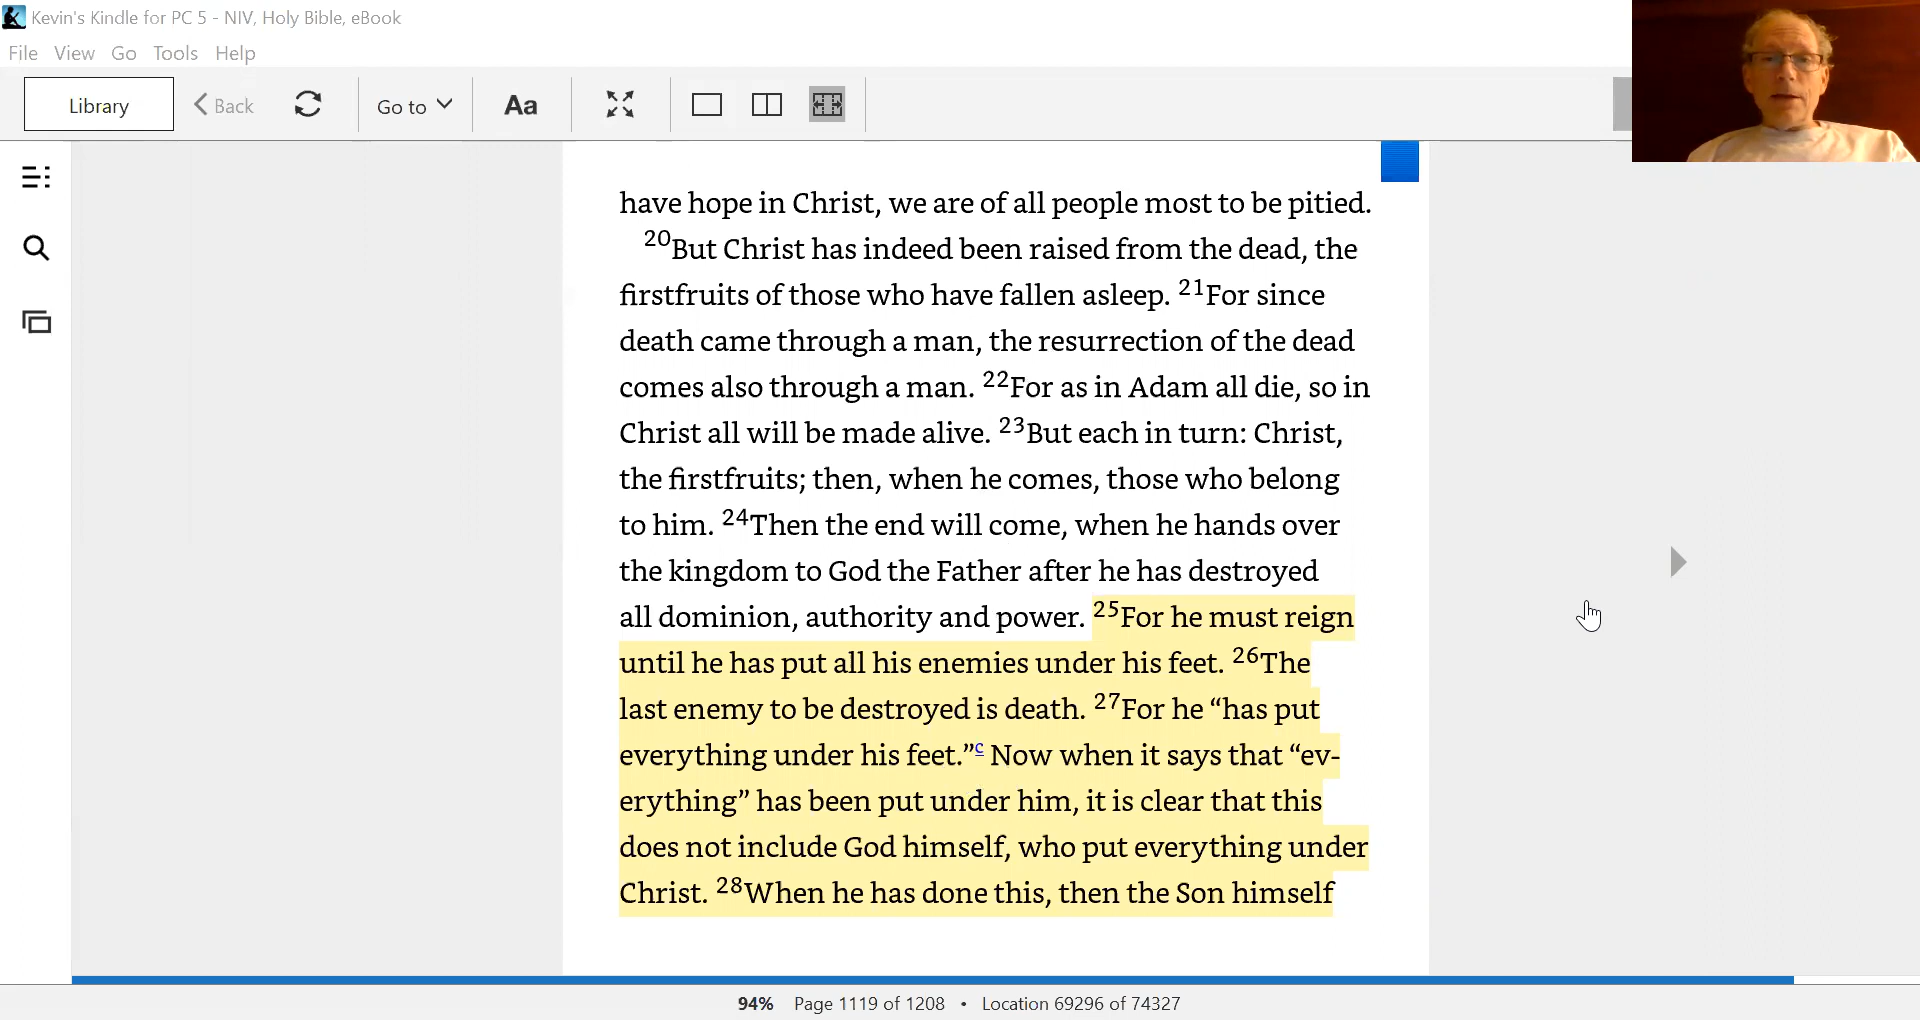 Kevin's Kindle for PC 5 - NIV, Holy Bible, eBook
File View Go Tools Help
Library Back Go to Aa
have hope in Christ, we are of all people most to be pitied.
20But Christ has indeed been raised from the dead, the
firstfruits of those who have fallen asleep. 21For since
death came through a man, the resurrection of the dead
comes also through a man. 22For as in Adam all die, so in
Christ all will be made alive. 23But each in turn: Christ,
the firstfruits; then, when he comes, those who belong
to him. 24Then the end will come, when he hands over
the kingdom to God the Father after he has destroyed
all dominion, authority and power. 25For he must reign
until he has put all his enemies under his feet. 26The
last enemy to be destroyed is death. 27For he “has put
everything under his feet.”c Now when it says that “ev-
erything” has been put under him, it is clear that this
does not include God himself, who put everything under
Christ. 28When he has done this, then the Son himself
94% Page 1119 of 1208 • Location 69296 of 74327